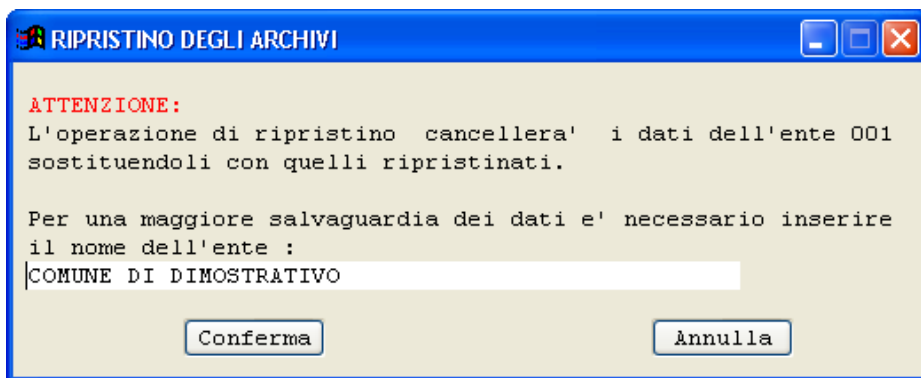 RIPRISTINO DEGLI ARCHIVI
ATTENZIONE:
L'operazione di ripristino  cancellera'  i dati dell'ente 001
sostituendoli con quelli ripristinati.
Per una maggiore salvaguardia dei dati e' necessario inserire
il nome dell'ente :
COMUNE DI DIMOSTRATIVO
Conferma Annulla